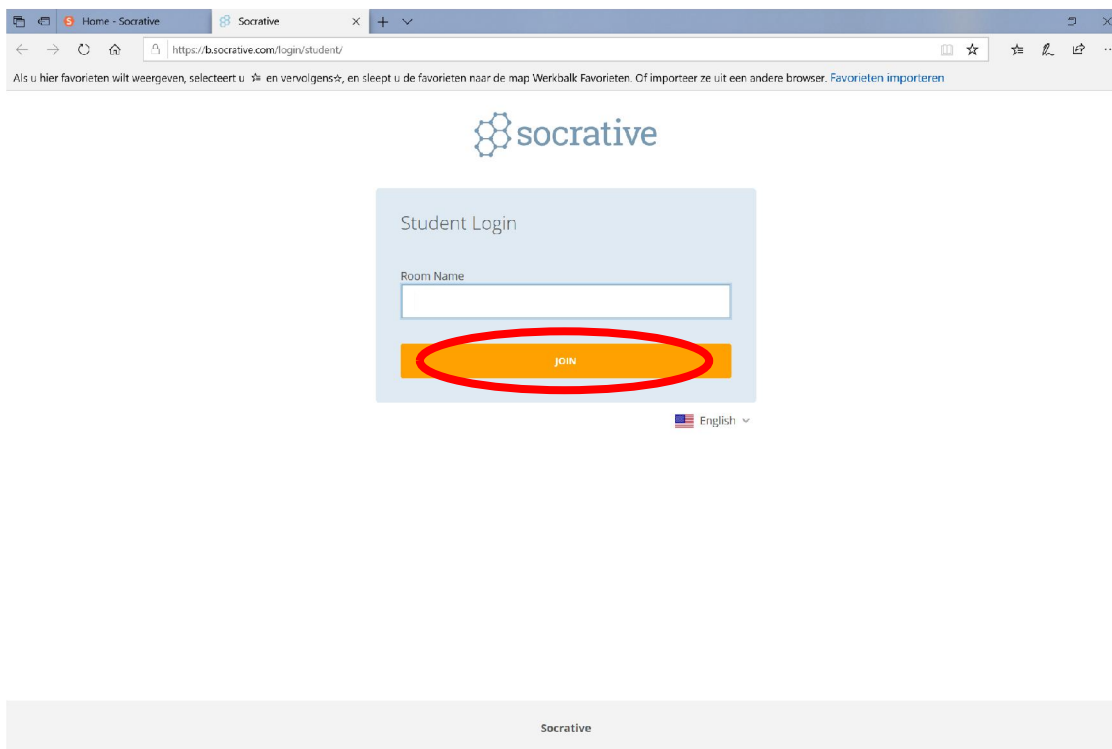 Home - Socrative
Socrative
https://b.socrative.com/login/student/
Als u hier favorieten wilt weergeven, selecteert u en vervolgens☆, en sleept u de favorieten naar de map Werkbalk Favorieten. Of importeer ze uit een andere browser. Favorieten importeren
socrative
Student Login
Room Name
JOIN
English
Socrative